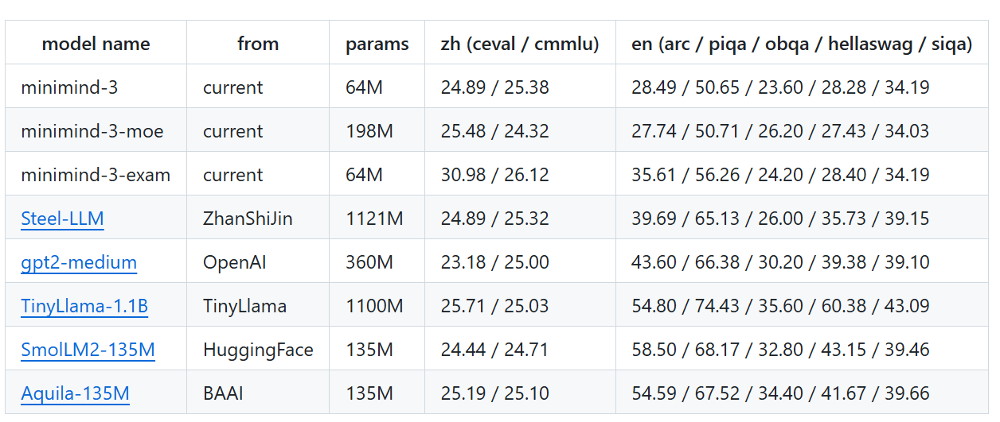 model name from params zh (ceval / cmmlu) en (arc / piqa / obqa / hellaswag / siqa)
minimind-3 current 64M 24.89 / 25.38 28.49 / 50.65 / 23.60 / 28.28 / 34.19
minimind-3-moe current 198M 25.48 / 24.32 27.74 / 50.71 / 26.20 / 27.43 / 34.03
minimind-3-exam current 64M 30.98 / 26.12 35.61 / 56.26 / 24.20 / 28.40 / 34.19
Steel-LLM ZhanShiJin 1121M 24.89 / 25.32 39.69 / 65.13 / 26.00 / 35.73 / 39.15
gpt2-medium OpenAI 360M 23.18 / 25.00 43.60 / 66.38 / 30.20 / 39.38 / 39.10
TinyLlama-1.1B TinyLlama 1100M 25.71 / 25.03 54.80 / 74.43 / 35.60 / 60.38 / 43.09
SmolLM2-135M HuggingFace 135M 24.44 / 24.71 58.50 / 68.17 / 32.80 / 43.15 / 39.46
Aquila-135M BAAI 135M 25.19 / 25.10 54.59 / 67.52 / 34.40 / 41.67 / 39.66